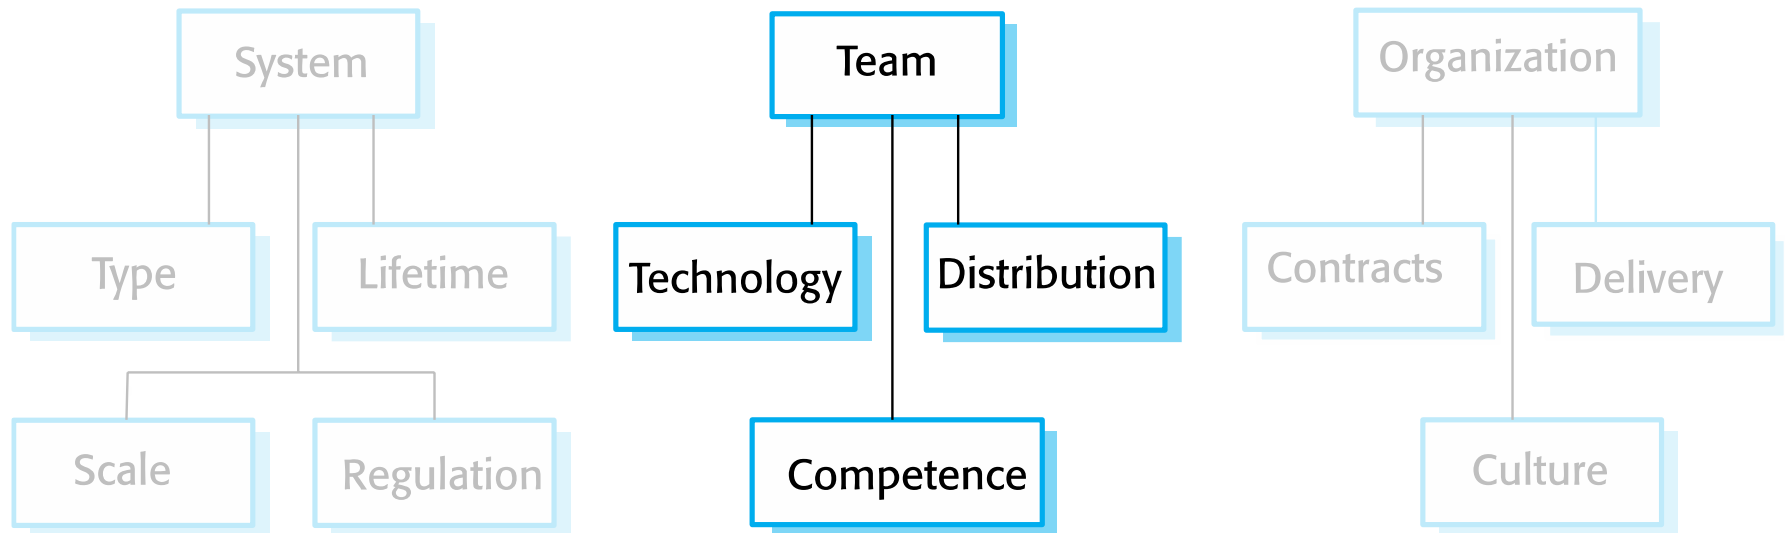 System
Team
Organization
Type
Lifetime
Technology
Distribution
Contracts
Delivery
Scale
Regulation
Competence
Culture